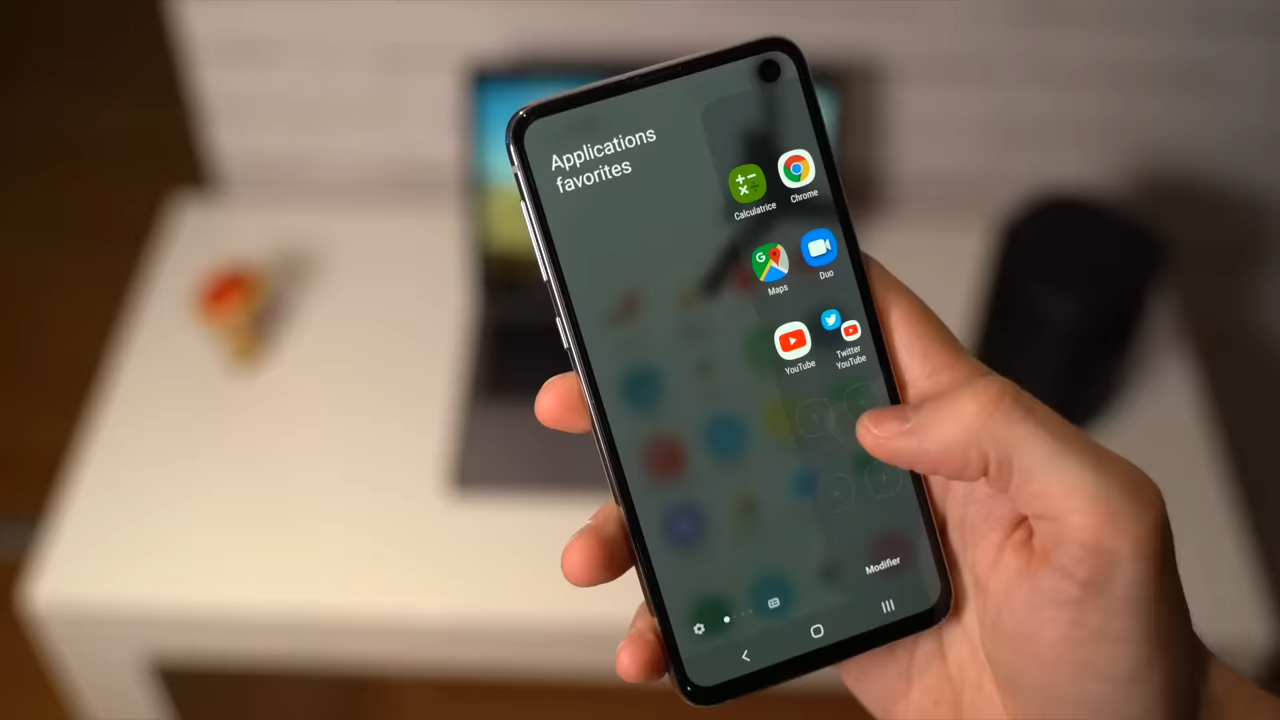 Applications
favorites
Calculatrice
Chrome
Maps
Duo
YouTube
Twitter
YouTube
Modifier